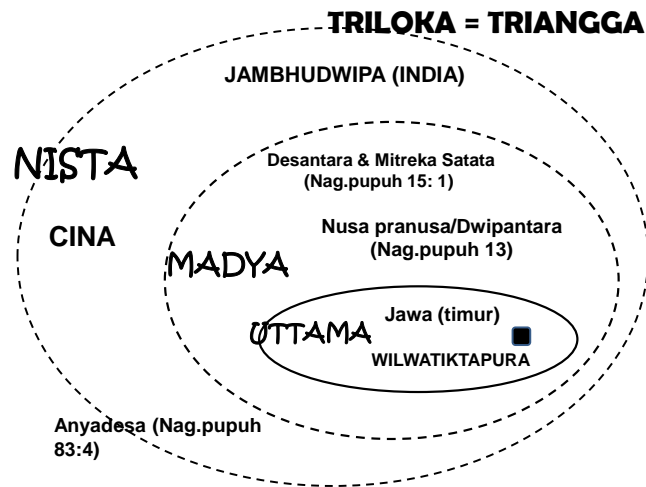 TRILOKA = TRIANGGA
JAMBHUDWIPA (INDIA)
NISTA
Desantara & Mitreka Satata
(Nag.pupuh 15: 1)
CINA
Nusa pranusa/Dwipantara
(Nag.pupuh 13)
MADYA
Jawa (timur)
UTTAMA
WILWATIKTAPURA
Anyadesa (Nag.pupuh
83:4)